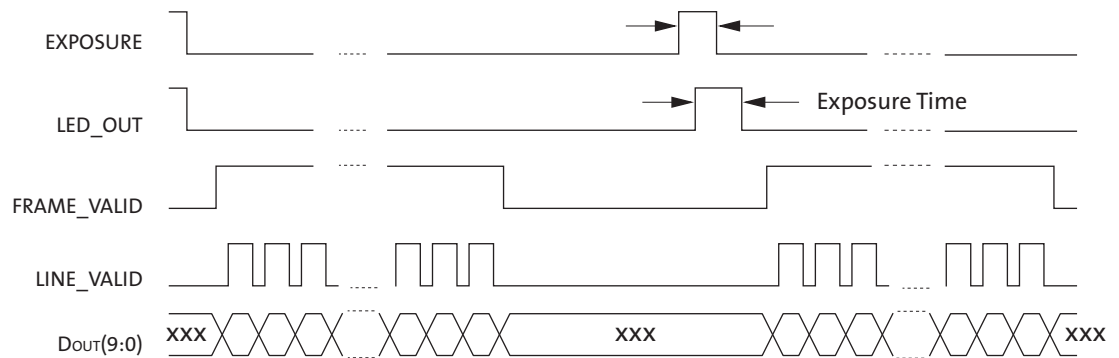 EXPOSURE
LED_OUT
Exposure Time
FRAME_VALID
LINE_VALID
DOUT(9:0)
XXX
XXX
XXX